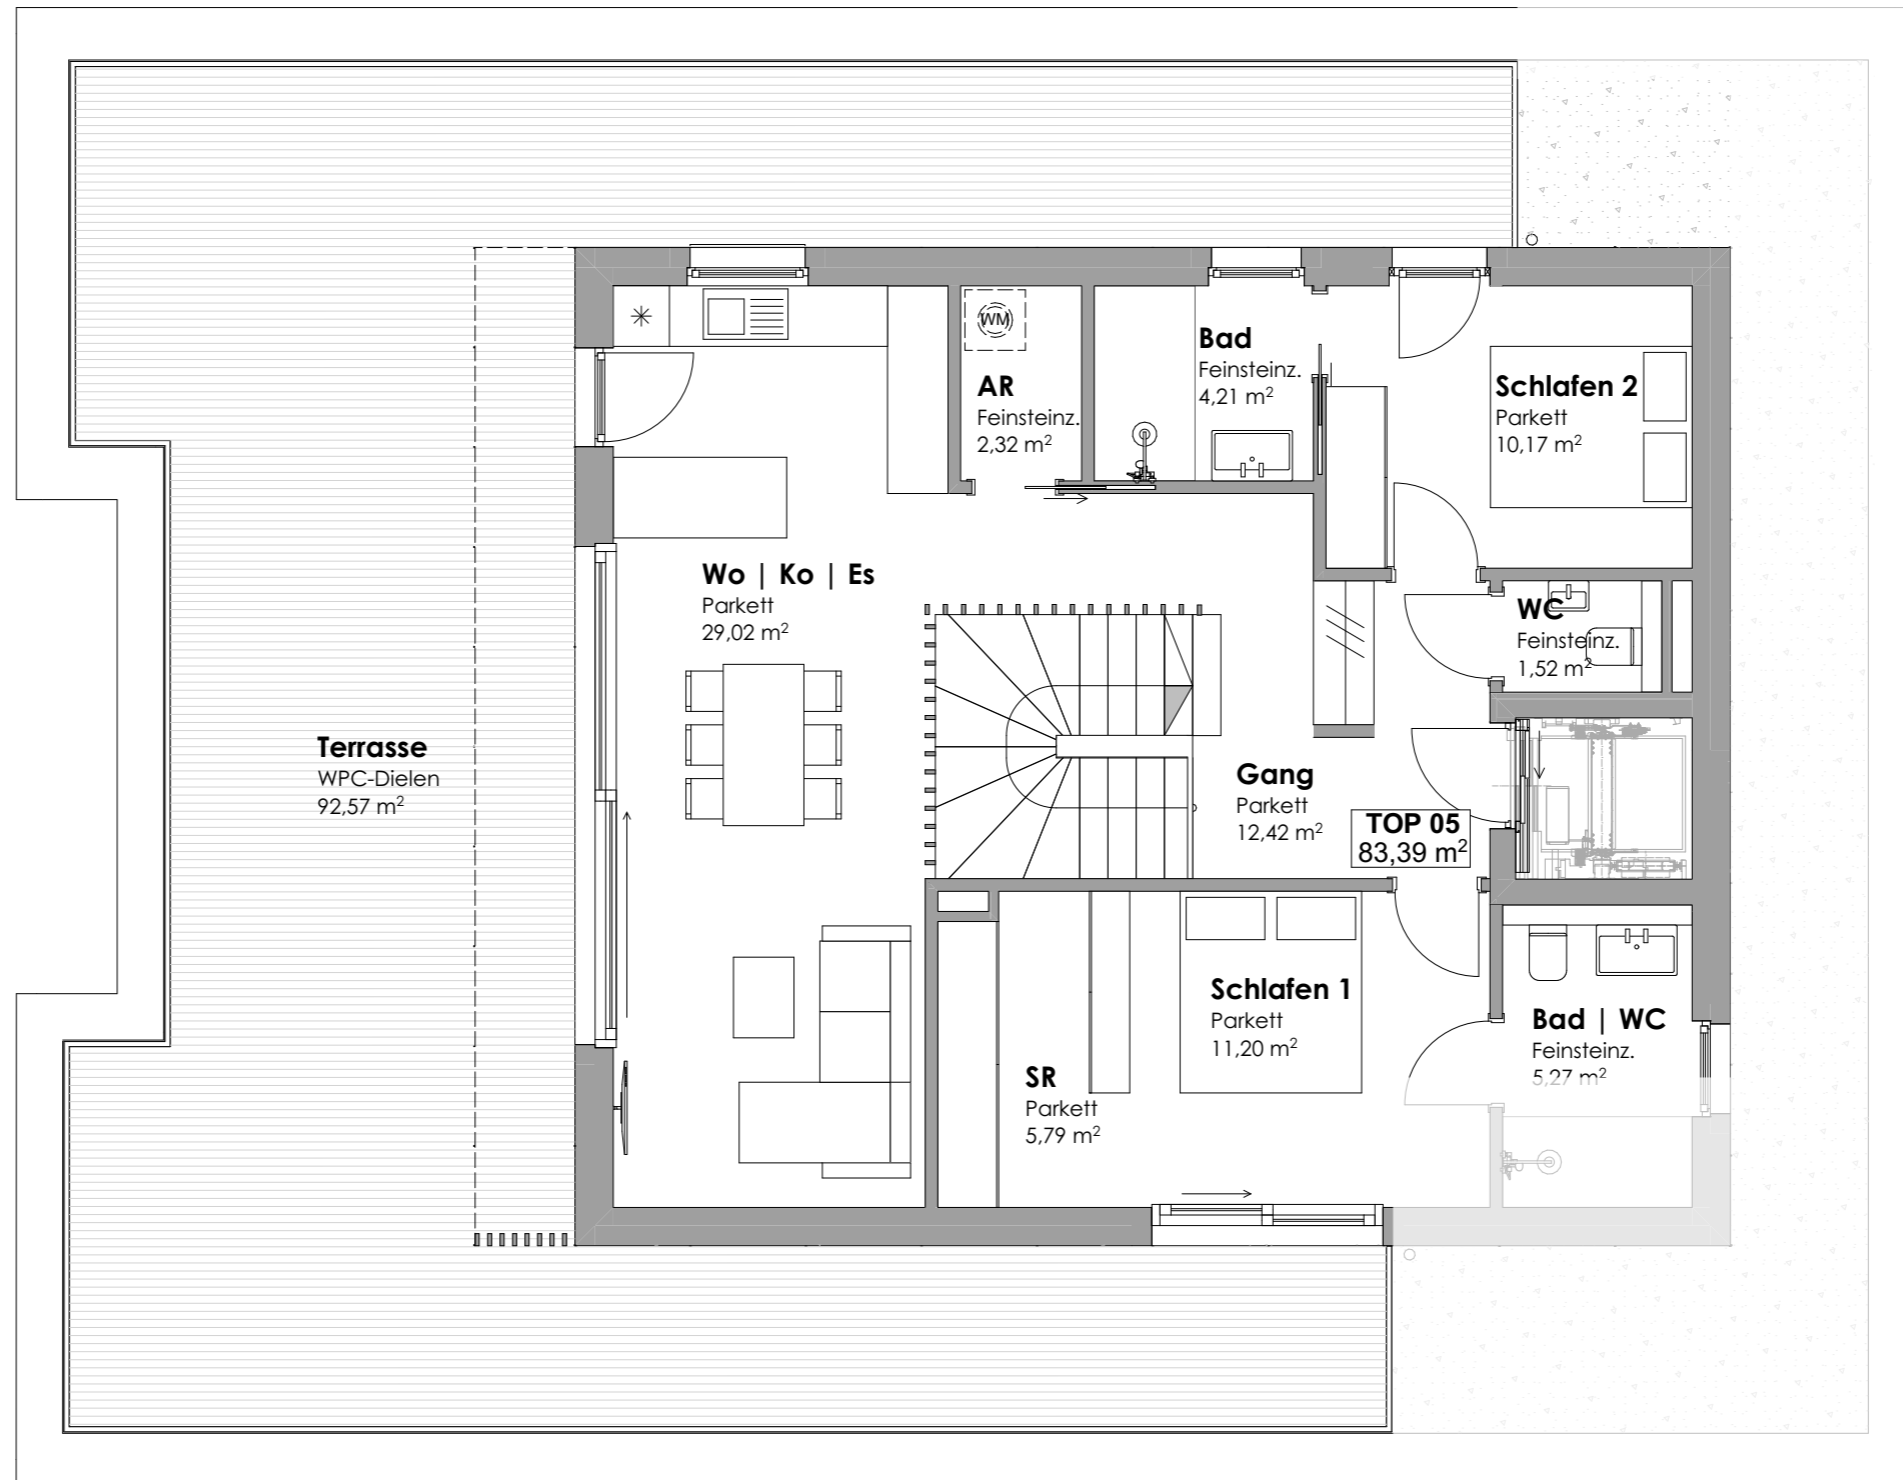 Bad
Feinsteinz.
4,21 m²
WM
AR
Feinsteinz.
2,32 m²
Schlafen 2
Parkett
10,17 m²
Wo | Ko | Es
Parkett
29,02 m²
WC
Feinsteinz.
1,52 m²
Terrasse
WPC-Dielen
92,57 m²
Gang
Parkett
12,42 m²
TOP 05
83,39 m²
Schlafen 1
Parkett
11,20 m²
Bad | WC
Feinsteinz.
5,27 m²
SR
Parkett
5,79 m²